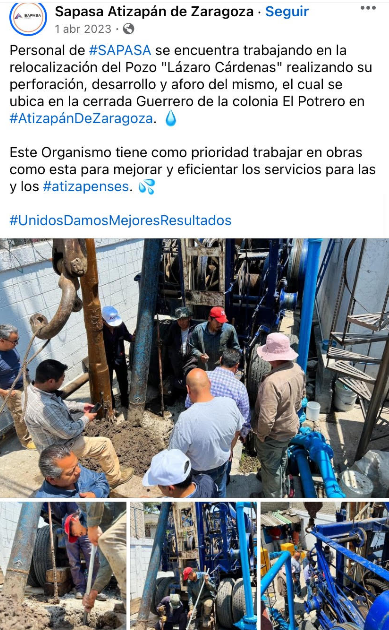 Sapasa Atizapán de Zaragoza · Seguir
1 abr 2023 ·
Personal de #SAPASA se encuentra trabajando en la
relocalización del Pozo "Lázaro Cárdenas" realizando su
perforación, desarrollo y aforo del mismo, el cual se
ubica en la cerrada Guerrero de la colonia El Potrero en
#AtizapánDeZaragoza. 💧
Este Organismo tiene como prioridad trabajar en obras
como esta para mejorar y eficientar los servicios para las
y los #atizapenses. 💦
#UnidosDamosMejoresResultados